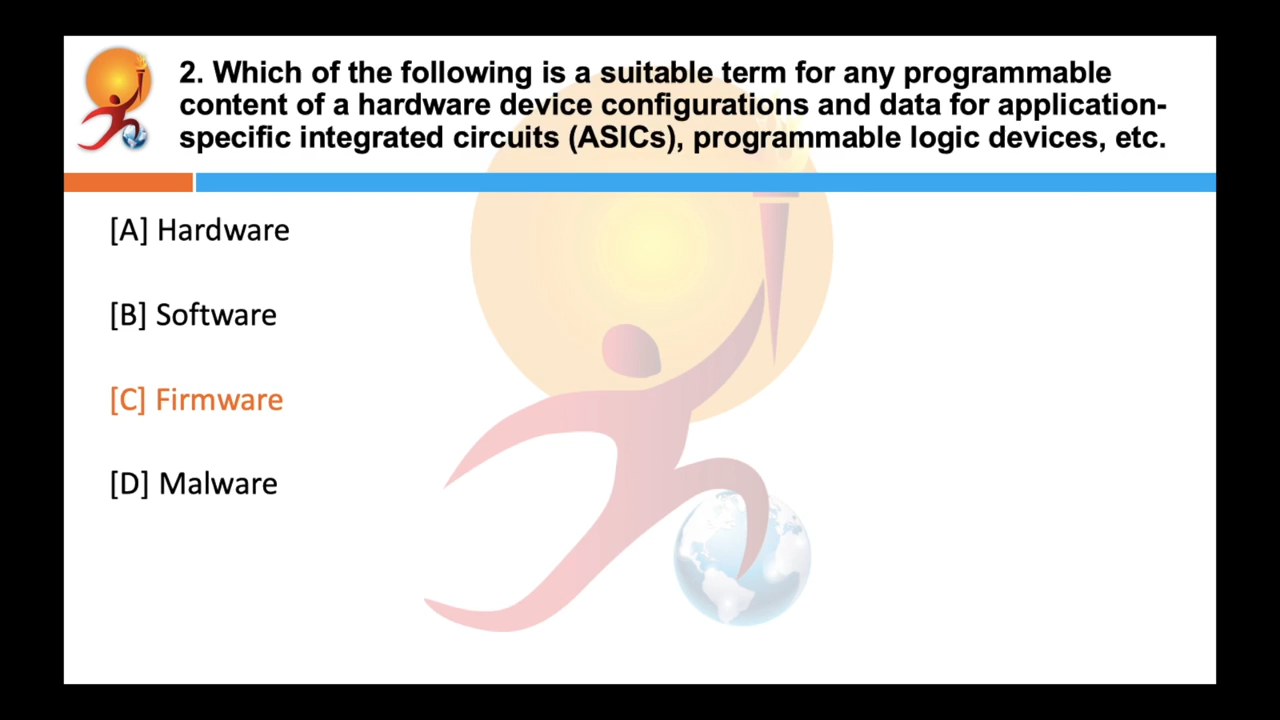 2. Which of the following is a suitable term for any programmable
content of a hardware device configurations and data for application-
specific integrated circuits (ASICs), programmable logic devices, etc.
[A] Hardware
[B] Software
[C] Firmware
[D] Malware